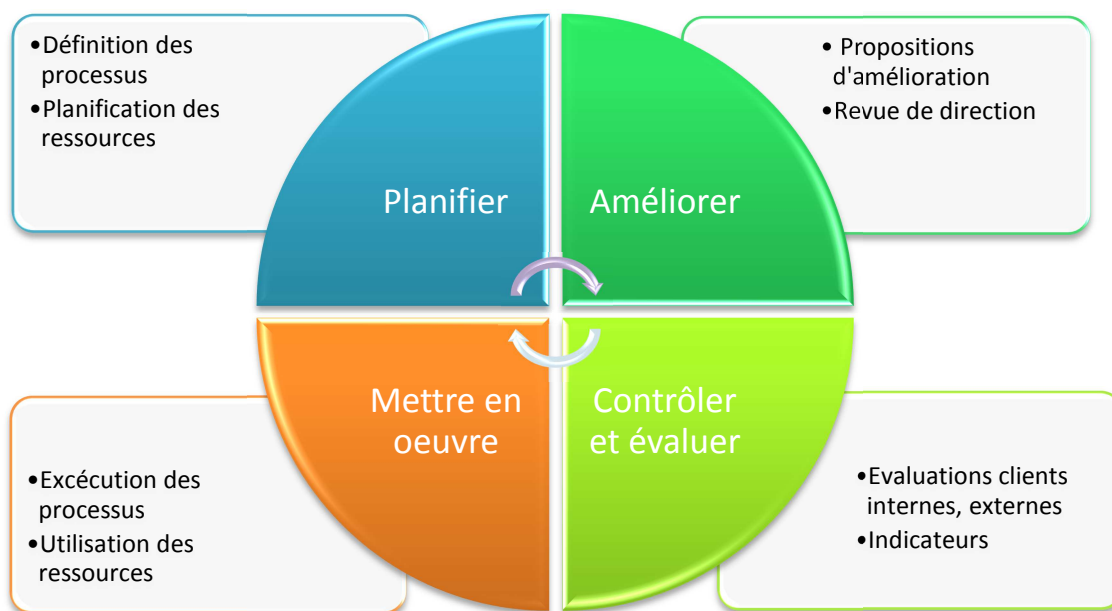 •Définition des
processus
•Planification des
ressources
• Propositions
d'amélioration
•Revue de direction
Planifier
Améliorer
Mettre en
oeuvre
Contrôler
et évaluer
•Excécution des
processus
•Utilisation des
ressources
•Evaluations clients
internes, externes
•Indicateurs